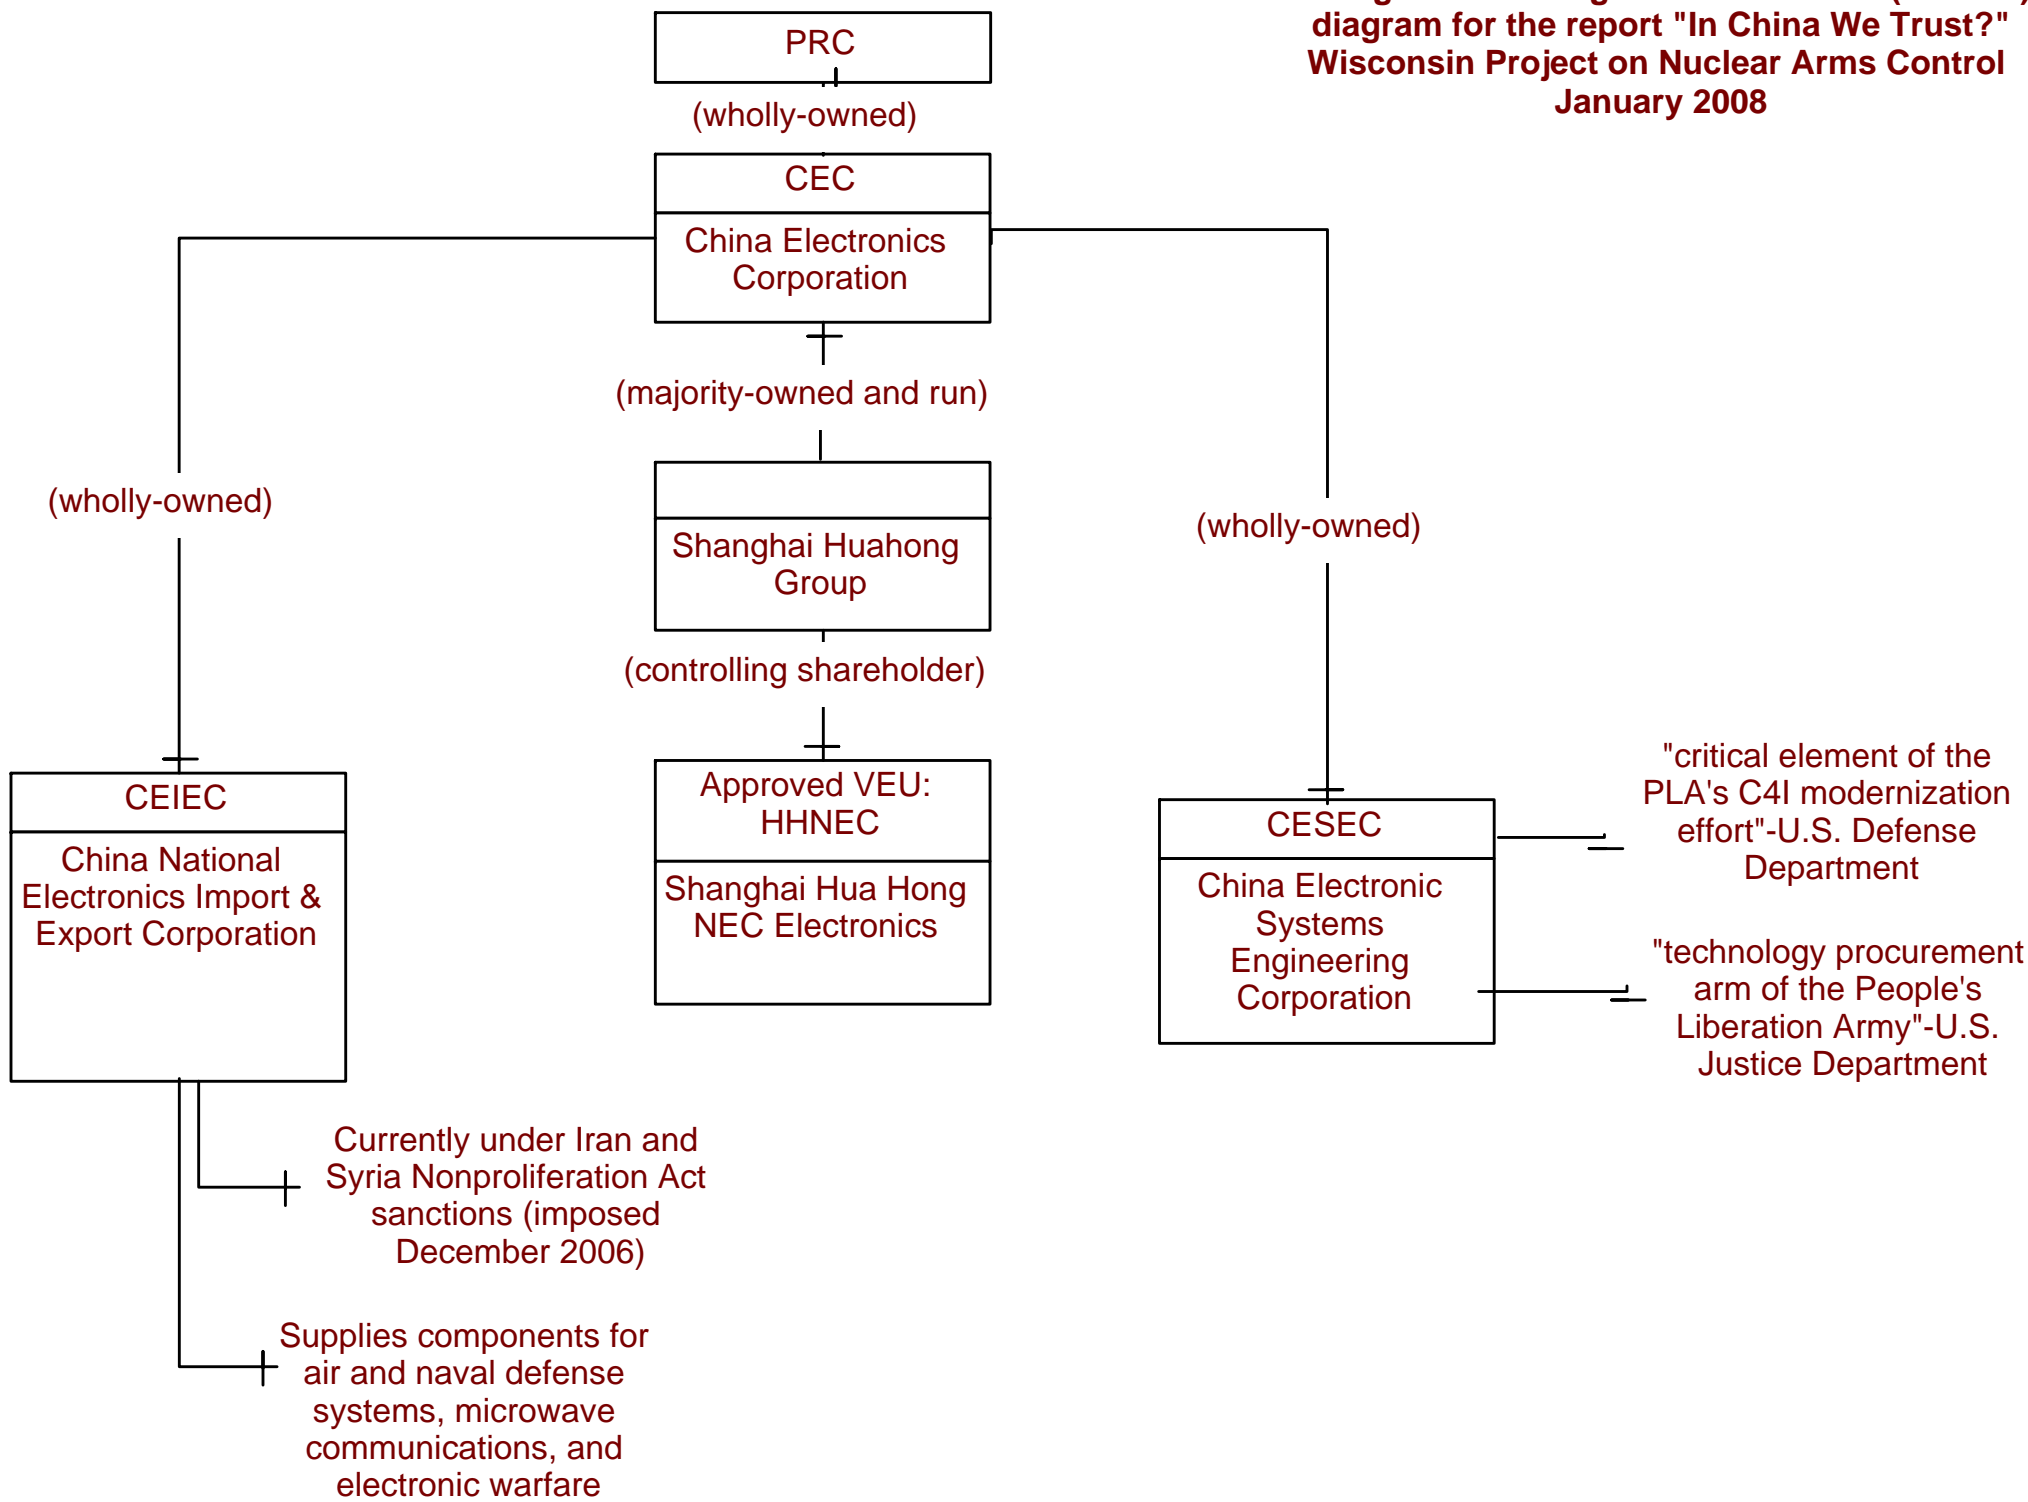 diagram for the report "In China We Trust?"
Wisconsin Project on Nuclear Arms Control
January 2008
PRC
(wholly-owned)
CEC
China Electronics
Corporation
(majority-owned and run)
(wholly-owned)
(wholly-owned)
Shanghai Huahong
Group
(controlling shareholder)
CEIEC
China National
Electronics Import &
Export Corporation
Approved VEU:
HHNEC
Shanghai Hua Hong
NEC Electronics
CESEC
China Electronic
Systems
Engineering
Corporation
"critical element of the
PLA's C4I modernization
effort"-U.S. Defense
Department
"technology procurement
arm of the People's
Liberation Army"-U.S.
Justice Department
Currently under Iran and
Syria Nonproliferation Act
sanctions (imposed
December 2006)
Supplies components for
air and naval defense
systems, microwave
communications, and
electronic warfare